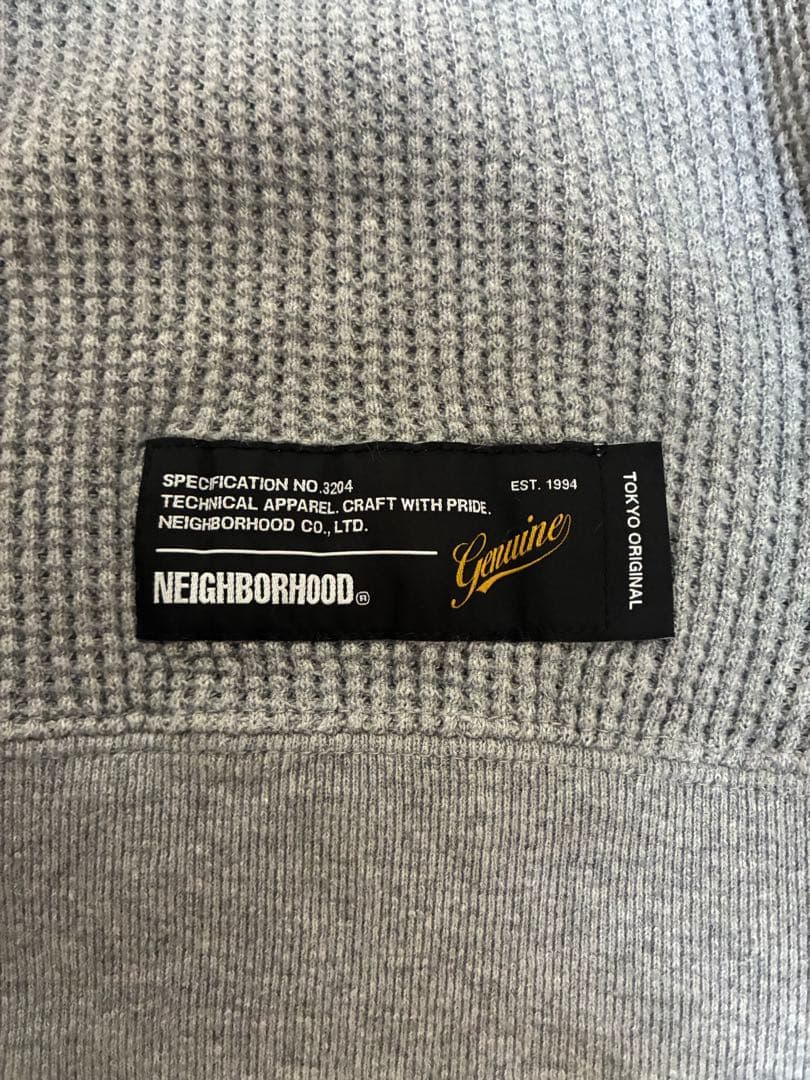 SPECIFICATION NO.3204
TECHNICAL APPAREL. CRAFT WITH PRIDE.
NEIGHBORHOOD CO., LTD.
EST. 1994
Genuine
NEIGHBORHOOD®
TOKYO ORIGINAL